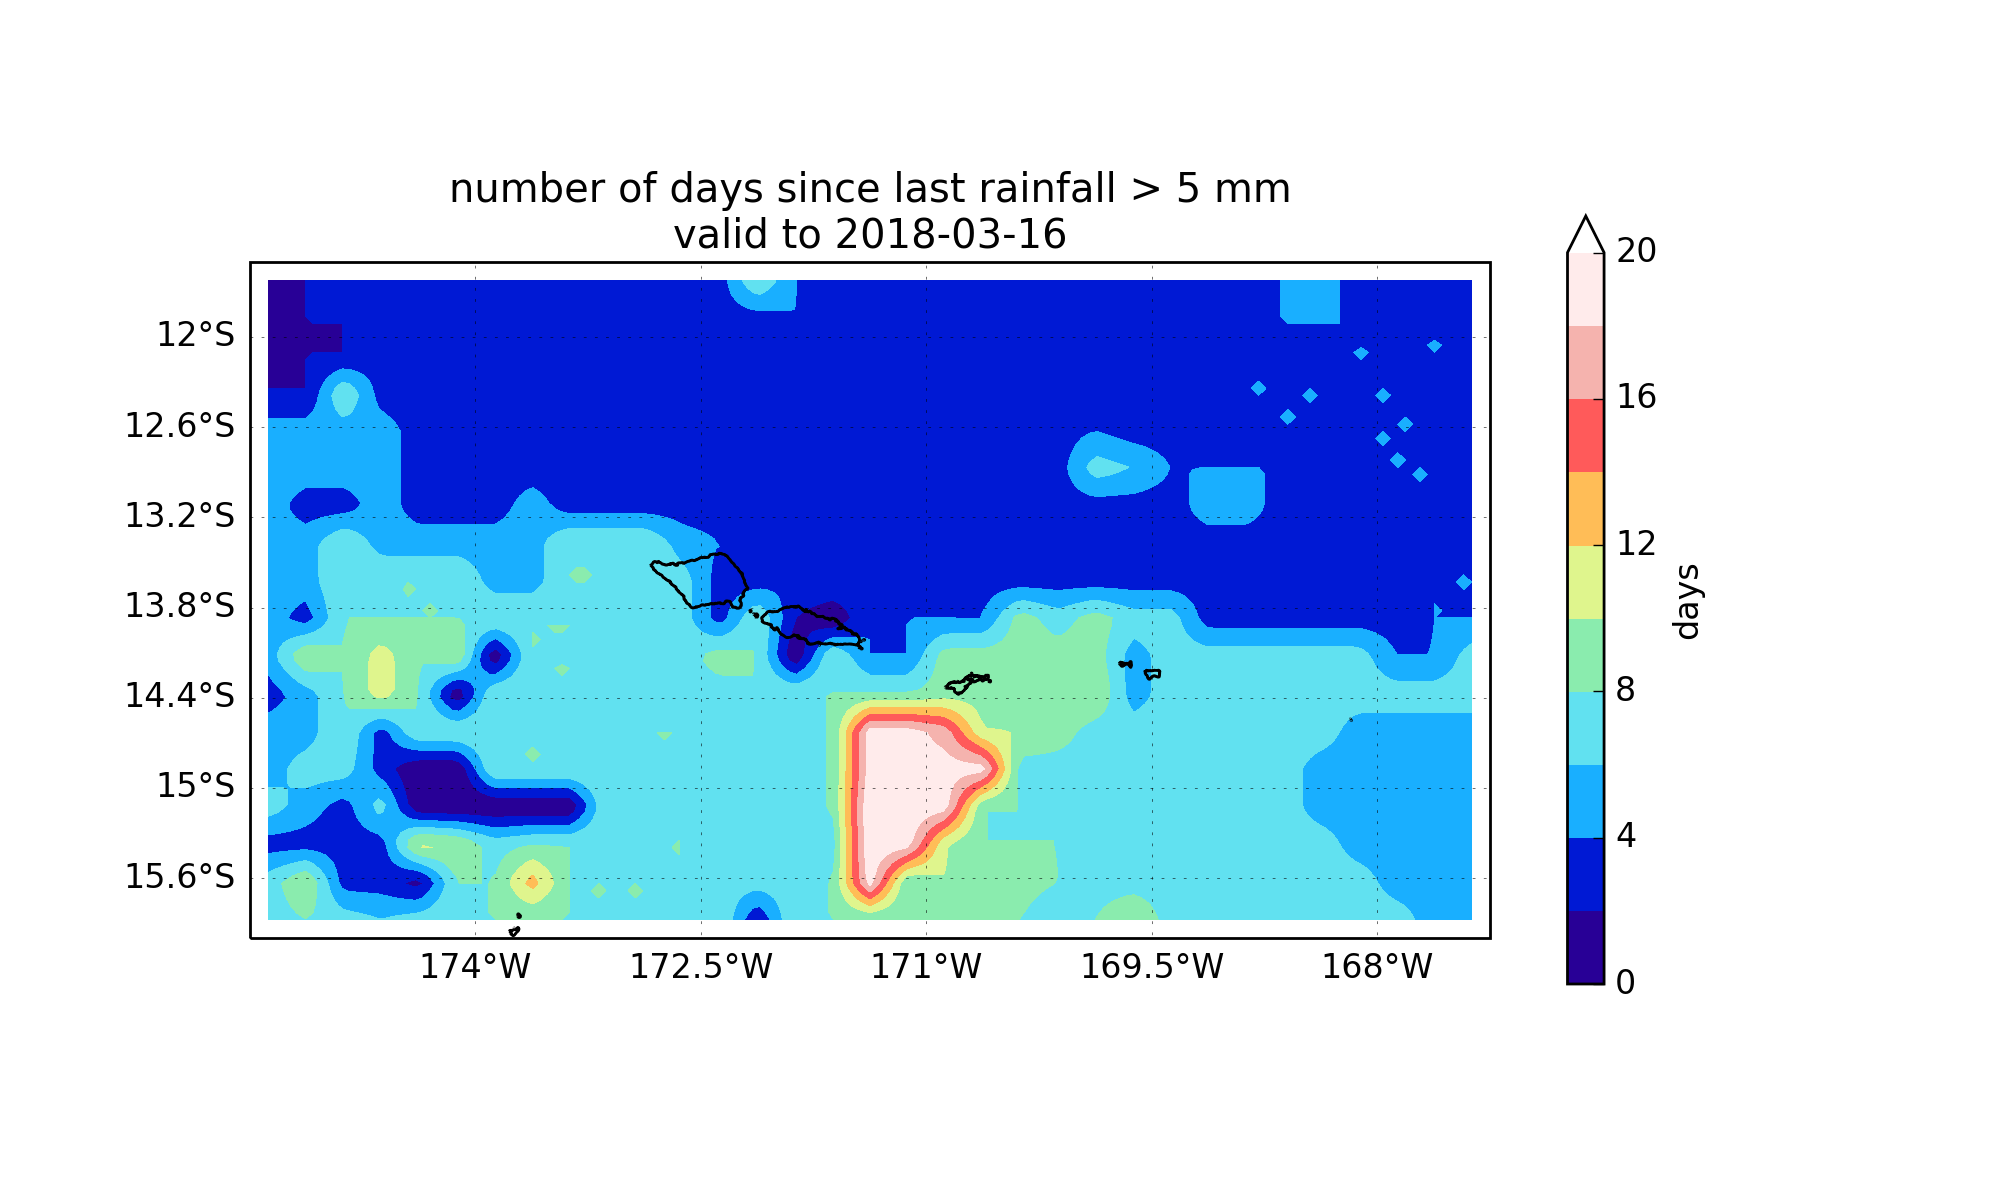 number of days since last rainfall > 5 mm
valid to 2018-03-16
12°S
12.6°S
13.2°S
13.8°S
14.4°S
15°S
15.6°S
174°W
172.5°W
171°W
169.5°W
168°W
20
16
12
8
4
0
days